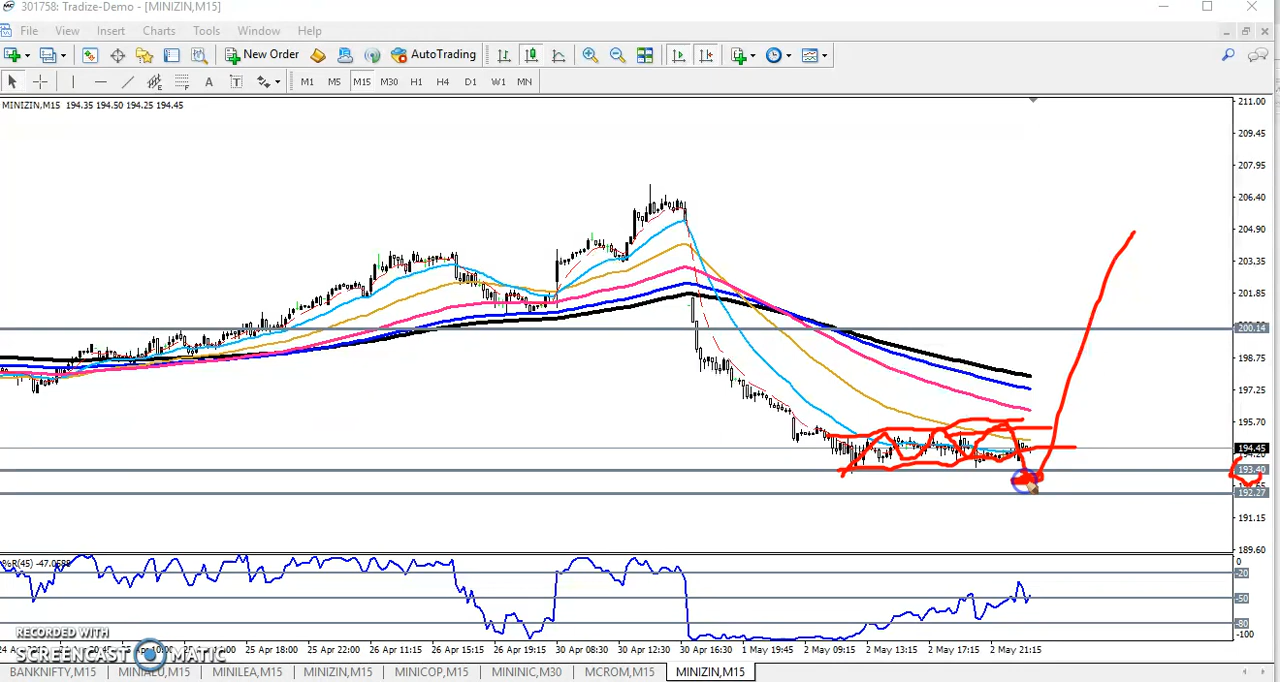 301758: Tradize-Demo - [MINIZIN,M15]
File View Insert Charts Tools Window Help
New Order AutoTrading
A T M1 M5 M15 M30 H1 H4 D1 W1 MN
MINIZIN,M15 194.35 194.50 194.25 194.45
211.00
209.45
207.95
206.40
204.90
203.35
201.85
200.14
198.75
197.25
195.70
194.45
193.40
192.27
191.15
189.60
%R(45) -47.0588
0
-20
-50
-80
-100
RECORDED WITH
SCREENCAST MATIC
25 Apr 18:15 25 Apr 22:00 26 Apr 11:15 26 Apr 15:15 26 Apr 19:15 30 Apr 08:30 30 Apr 12:30 30 Apr 16:30 1 May 19:45 2 May 09:15 2 May 13:15 2 May 17:15 2 May 21:15
BANKNIFTY,M15 MINIALU,M15 MINILEA,M15 MINIZIN,M15 MINICOP,M15 MININIC,M30 MCROM,M15 MINIZIN,M15